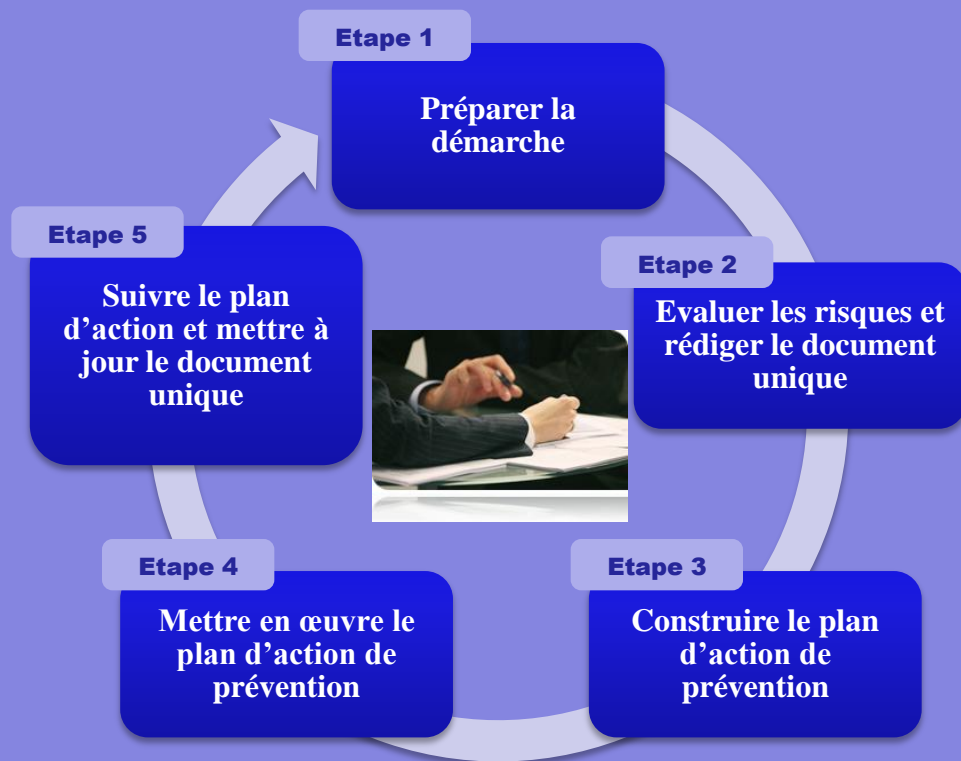 Etape 1
Préparer la
démarche
Etape 2
Evaluer les risques et
rédiger le document
unique
Etape 3
Construire le plan
d’action de
prévention
Etape 4
Mettre en œuvre le
plan d’action de
prévention
Etape 5
Suivre le plan
d’action et mettre à
jour le document
unique